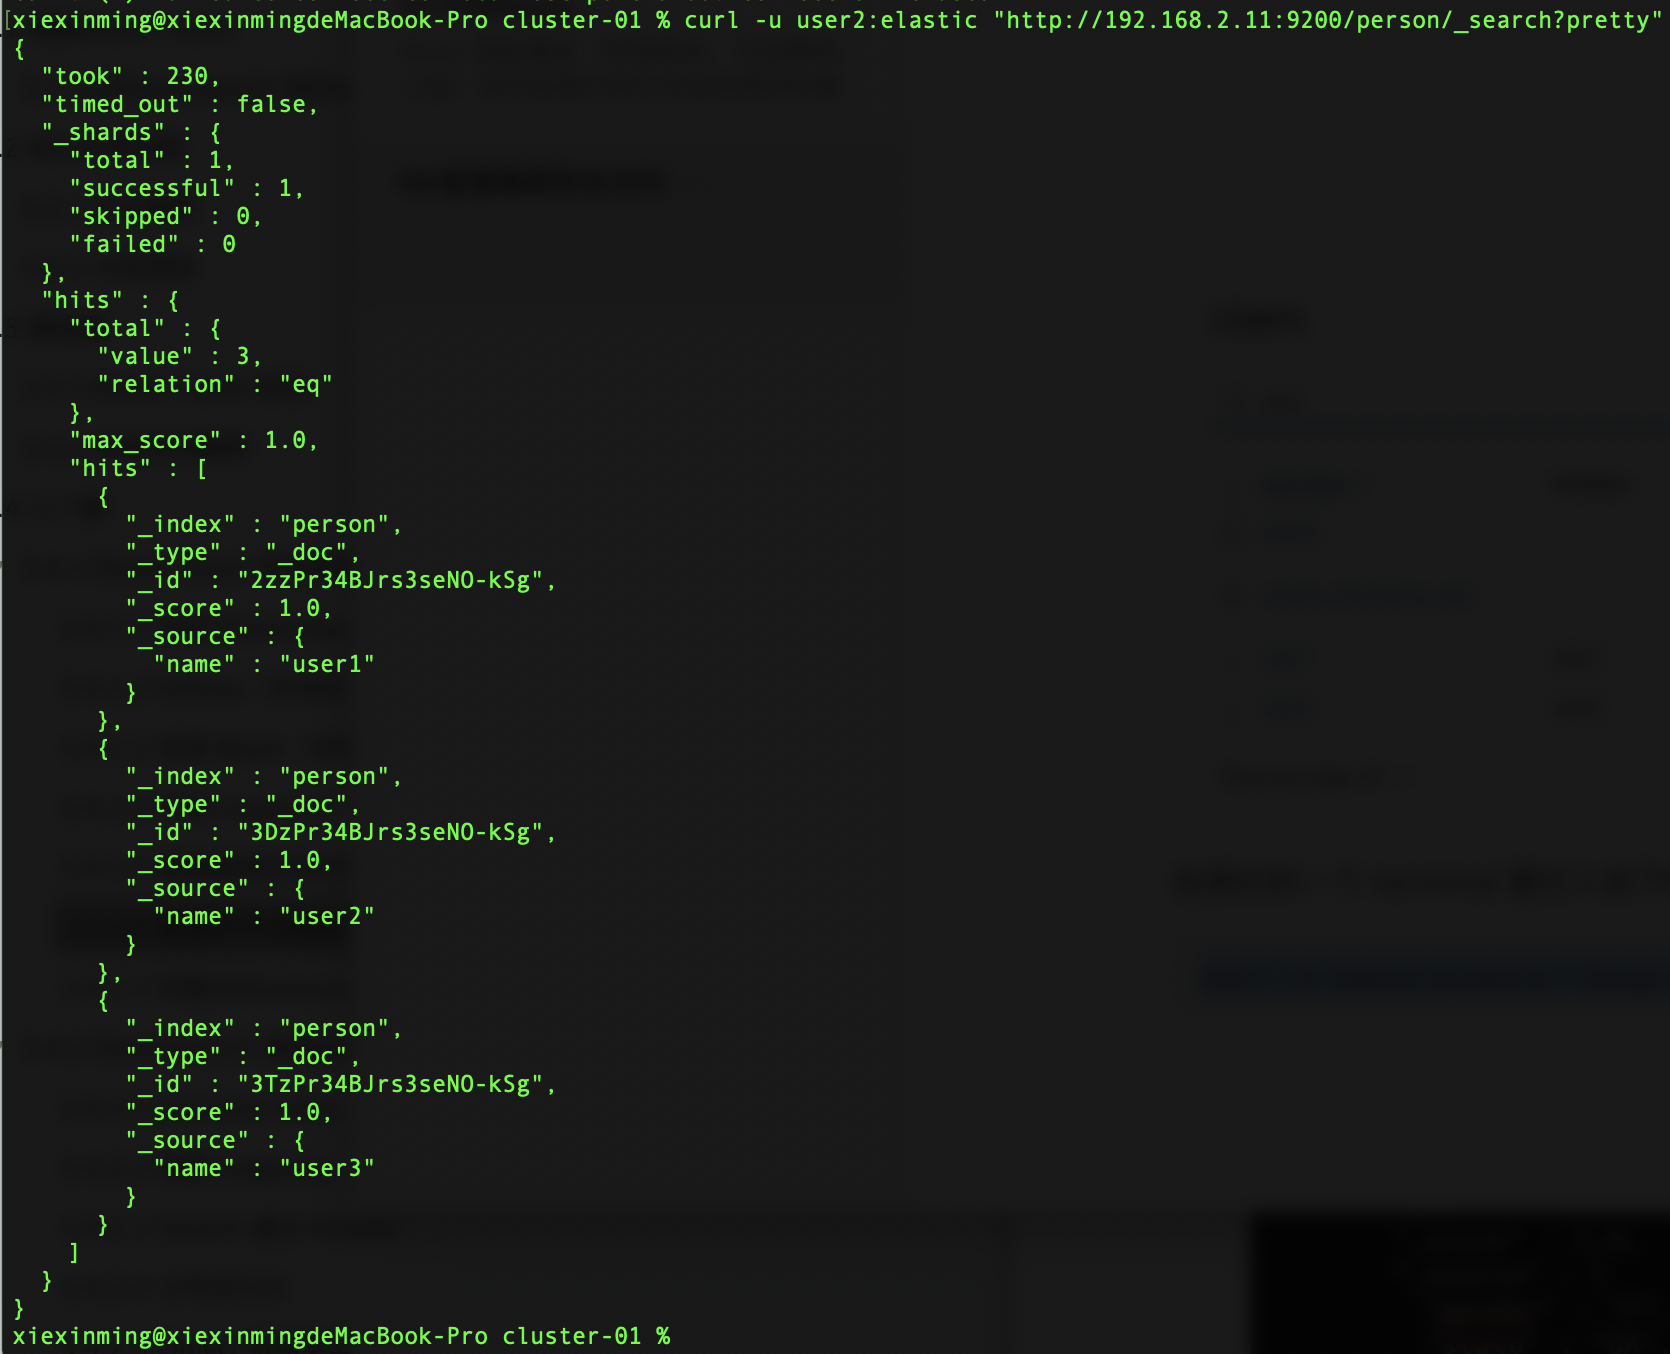 [xiexinming@xiexinmingdeMacBook-Pro cluster-01 % curl -u user2:elastic "http://192.168.2.11:9200/person/_search?pretty"
{
  "took" : 230,
  "timed_out" : false,
  "_shards" : {
    "total" : 1,
    "successful" : 1,
    "skipped" : 0,
    "failed" : 0
  },
  "hits" : {
    "total" : {
      "value" : 3,
      "relation" : "eq"
    },
    "max_score" : 1.0,
    "hits" : [
      {
        "_index" : "person",
        "_type" : "_doc",
        "_id" : "2zzPr34BJrs3seNO-kSg",
        "_score" : 1.0,
        "_source" : {
          "name" : "user1"
        }
      },
      {
        "_index" : "person",
        "_type" : "_doc",
        "_id" : "3DzPr34BJrs3seNO-kSg",
        "_score" : 1.0,
        "_source" : {
          "name" : "user2"
        }
      },
      {
        "_index" : "person",
        "_type" : "_doc",
        "_id" : "3TzPr34BJrs3seNO-kSg",
        "_score" : 1.0,
        "_source" : {
          "name" : "user3"
        }
      }
    ]
  }
}
xiexinming@xiexinmingdeMacBook-Pro cluster-01 %